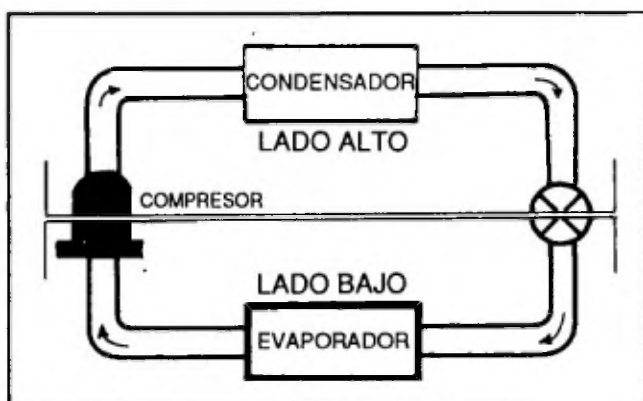 CONDENSADOR
LADO ALTO
COMPRESOR
LADO BAJO
EVAPORADOR